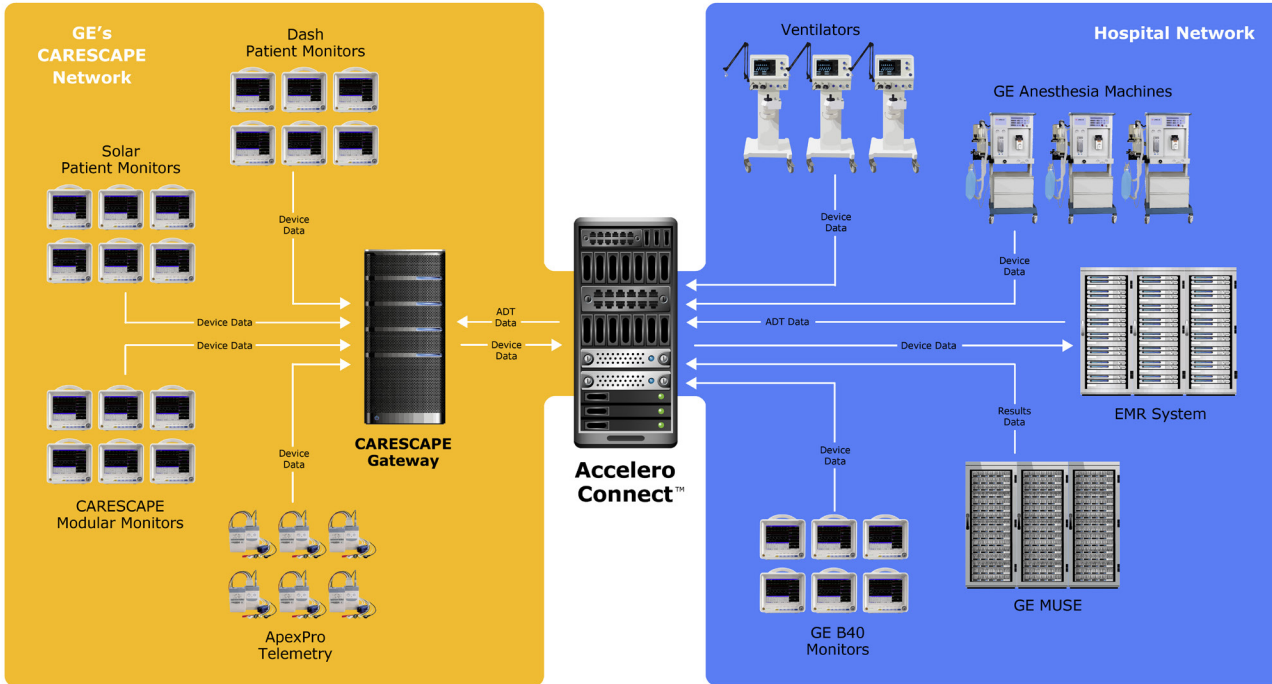 GE's
CARESCAPE
Network
Dash
Patient Monitors
Solar
Patient Monitors
Device
Data
Device Data
Device Data
CARESCAPE
Modular Monitors
Device
Data
ApexPro
Telemetry
CARESCAPE
Gateway
ADT
Data
Device
Data
Accelero
Connect™
Hospital Network
Ventilators
GE Anesthesia Machines
Device
Data
Device
Data
ADT Data
Device Data
EMR System
Results
Data
Device
Data
GE MUSE
GE B40
Monitors